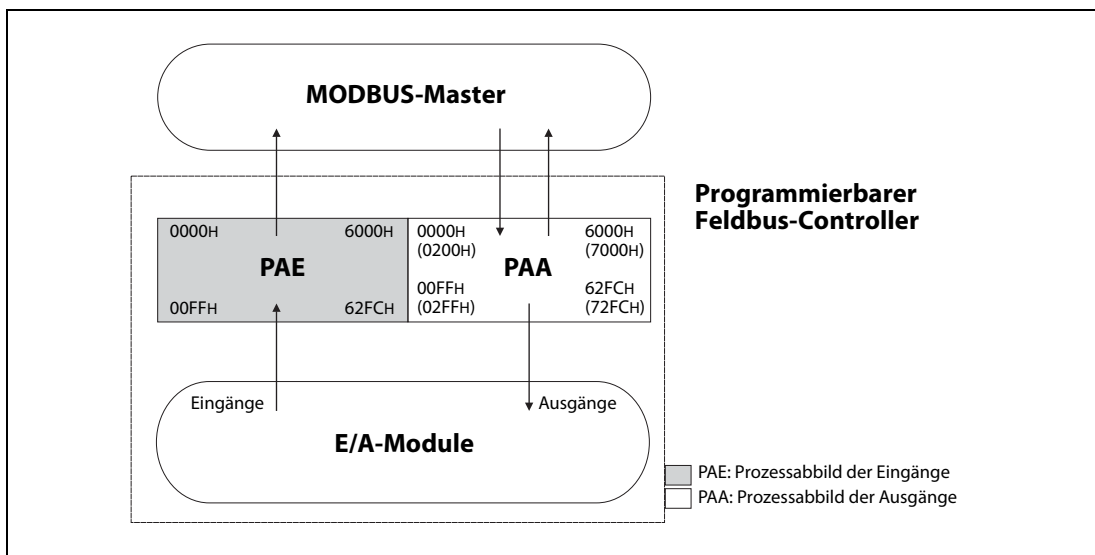 MODBUS-Master
Programmierbarer
Feldbus-Controller
0000H 6000H
PAE
00FFH 62FCH
0000H 6000H
(0200H) (7000H)
PAA
00FFH 62FCH
(02FFH) (72FCH)
Eingänge Ausgänge
E/A-Module
PAE: Prozessabbild der Eingänge
PAA: Prozessabbild der Ausgänge